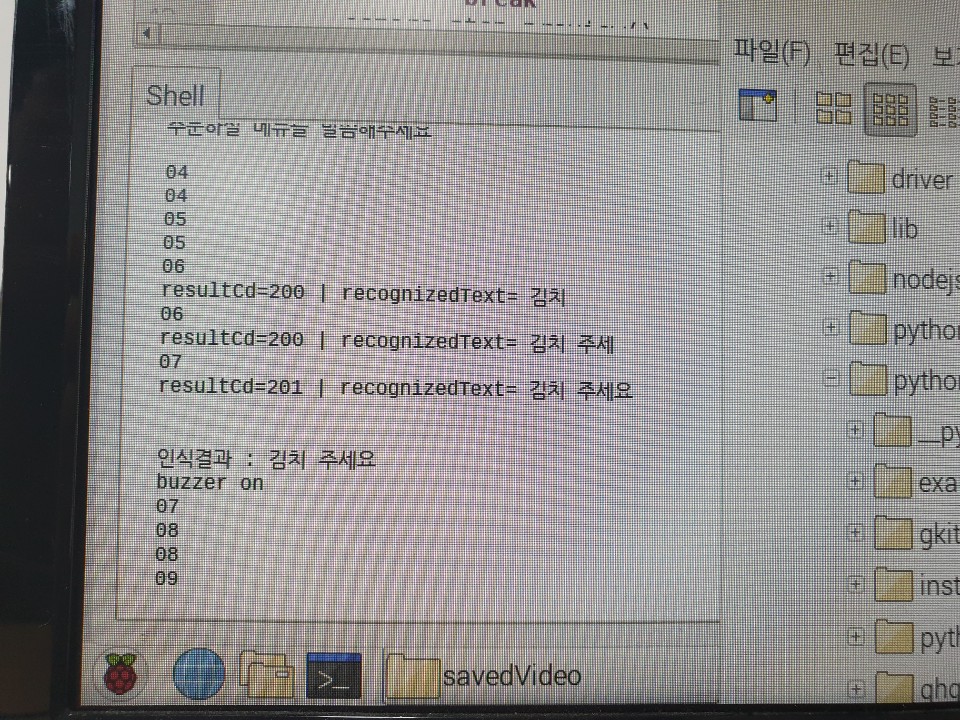 break
Shell
주문하실 메뉴를 말씀해주세요
04
04
05
05
06
resultCd=200 | recognizedText= 김치
06
resultCd=200 | recognizedText= 김치 주세
07
resultCd=201 | recognizedText= 김치 주세요
인식결과 : 김치 주세요
buzzer on
07
08
08
09
savedVideo
파일(F) 편집(E) 보기
driver
lib
nodejs
python
python
__py
exa
gkit
inst
pyth